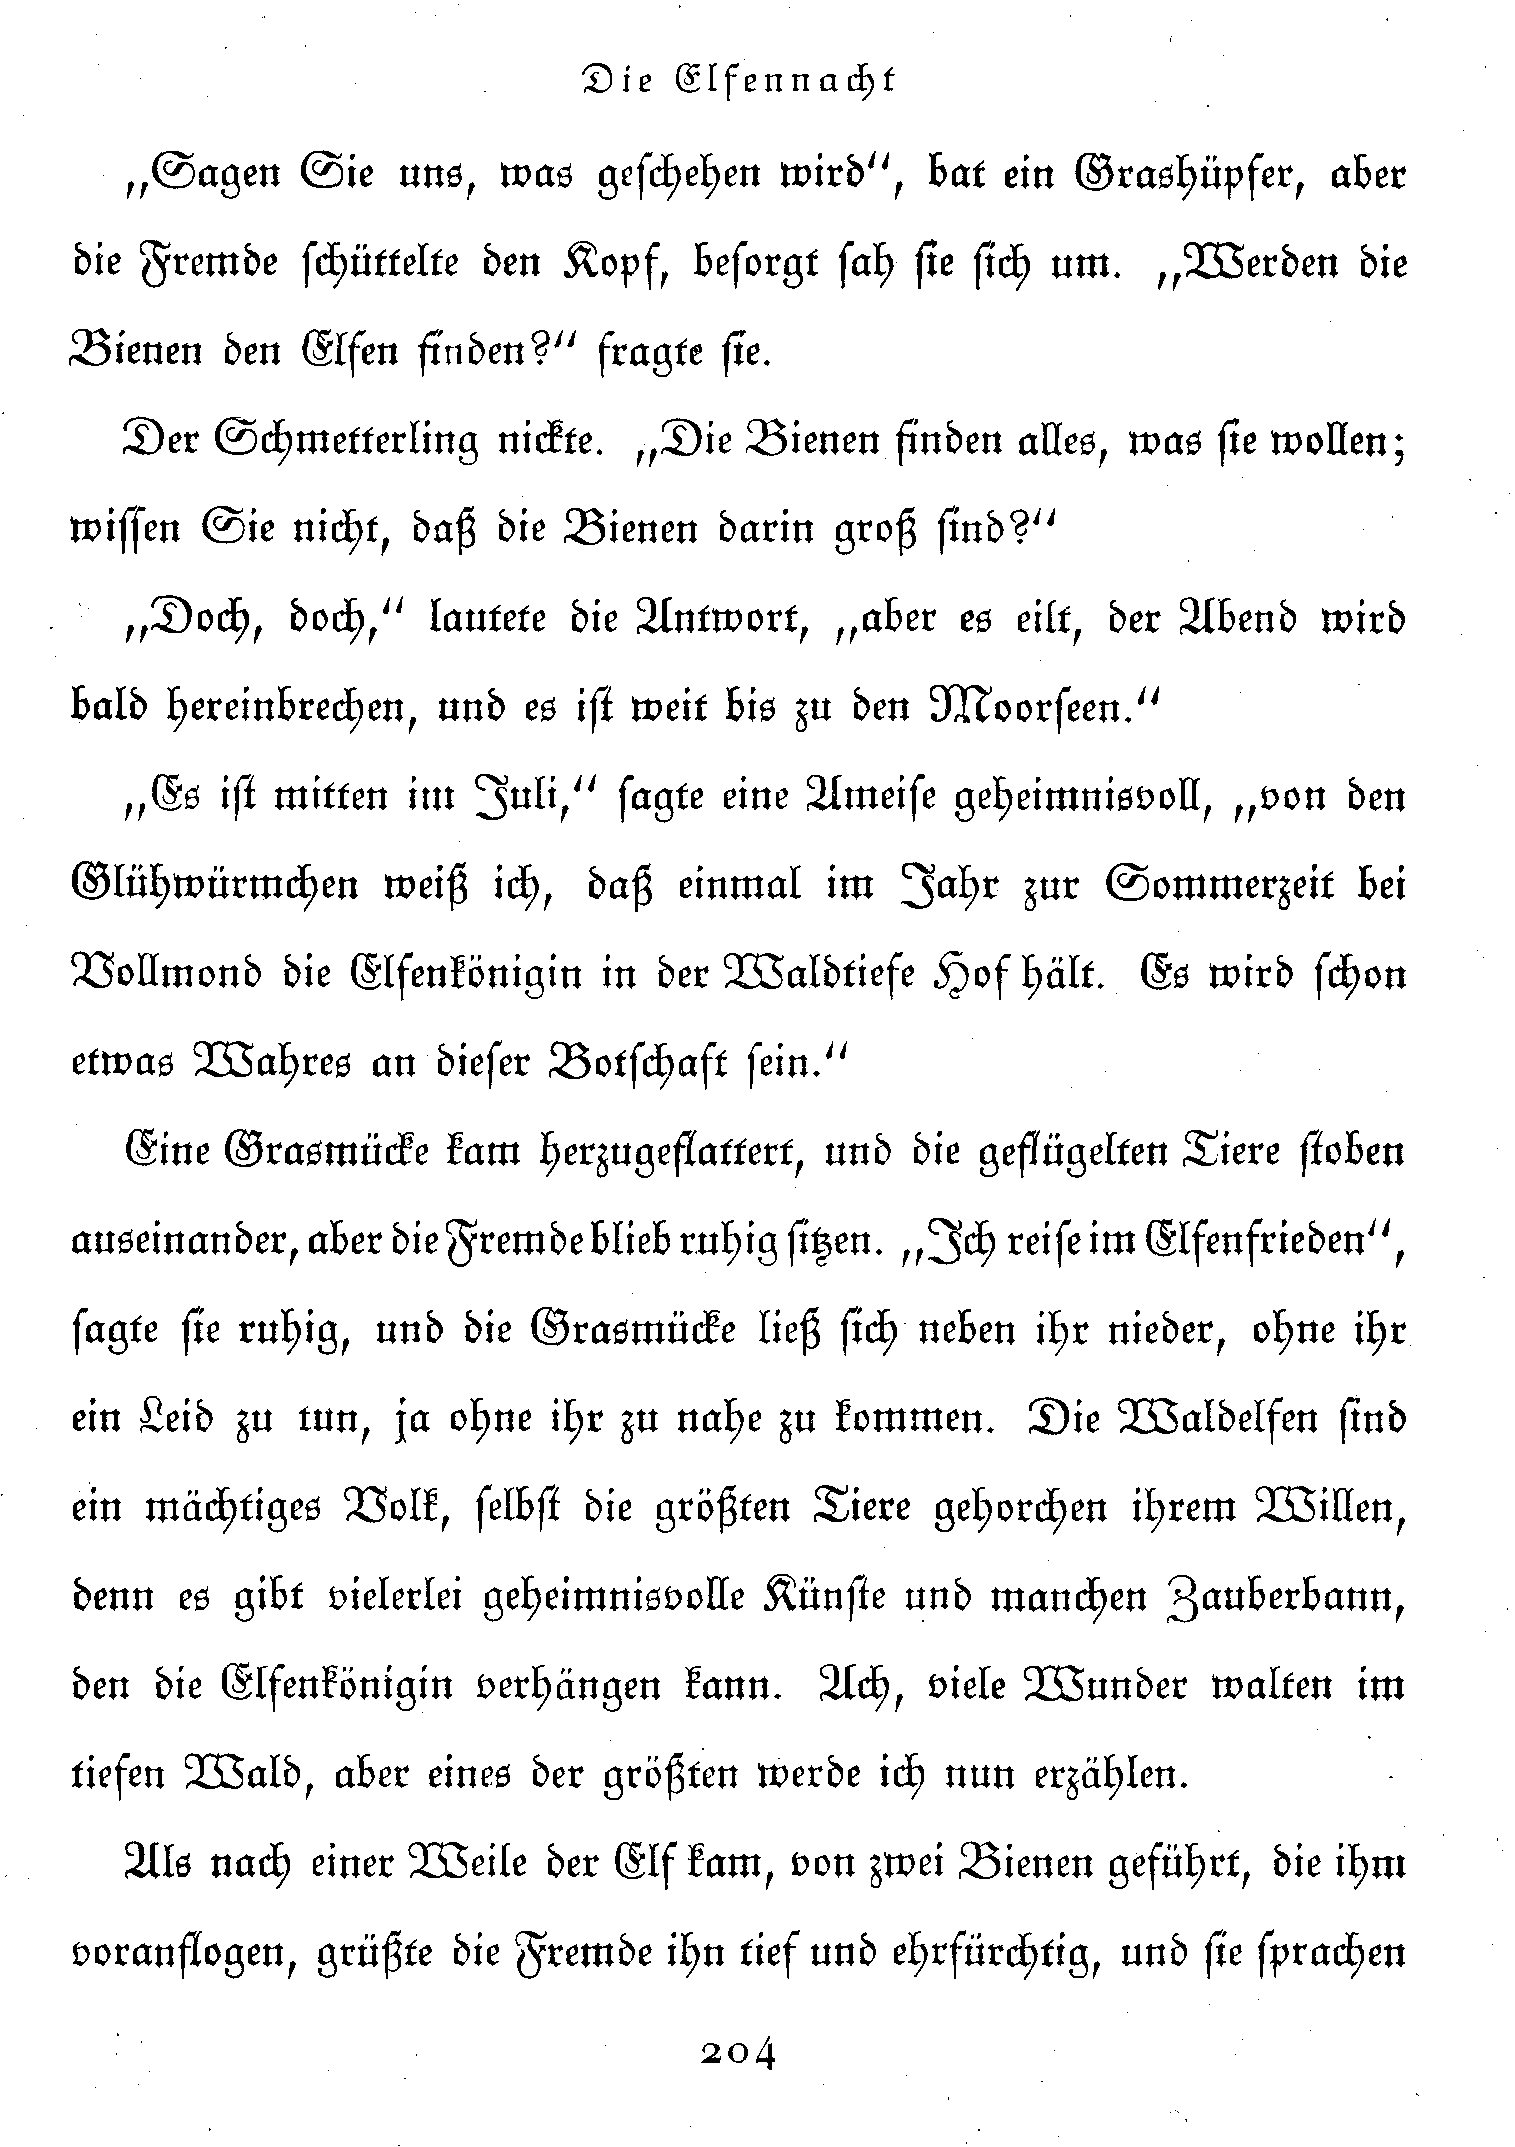 Die Elfennacht
„Sagen Sie uns, was geschehen wird“, bat ein Grashüpfer, aber
die Fremde schüttelte den Kopf, besorgt sah sie sich um. „Werden die
Bienen den Elfen finden?“ fragte sie.
Der Schmetterling nickte. „Die Bienen finden alles, was sie wollen;
wissen Sie nicht, daß die Bienen darin groß sind?“
„Doch, doch,“ lautete die Antwort, „aber es eilt, der Abend wird
bald hereinbrechen, und es ist weit bis zu den Moorseen.“
„Es ist mitten im Juli,“ sagte eine Ameise geheimnisvoll, „von den
Glühwürmchen weiß ich, daß einmal im Jahr zur Sommerzeit bei
Vollmond die Elfenkönigin in der Waldtiefe Hof hält. Es wird schon
etwas Wahres an dieser Botschaft sein.“
Eine Grasmücke kam herzugeflattert, und die geflügelten Tiere stoben
auseinander, aber die Fremde blieb ruhig sitzen. „Ich reise im Elfenfrieden“,
sagte sie ruhig, und die Grasmücke ließ sich neben ihr nieder, ohne ihr
ein Leid zu tun, ja ohne ihr zu nahe zu kommen. Die Waldelfen sind
ein mächtiges Volk, selbst die größten Tiere gehorchen ihrem Willen,
denn es gibt vielerlei geheimnisvolle Künste und manchen Zauberbann,
den die Elfenkönigin verhängen kann. Ach, viele Wunder walten im
tiefen Wald, aber eines der größten werde ich nun erzählen.
Als nach einer Weile der Elf kam, von zwei Bienen geführt, die ihm
voranflogen, grüßte die Fremde ihn tief und ehrfürchtig, und sie sprachen
204